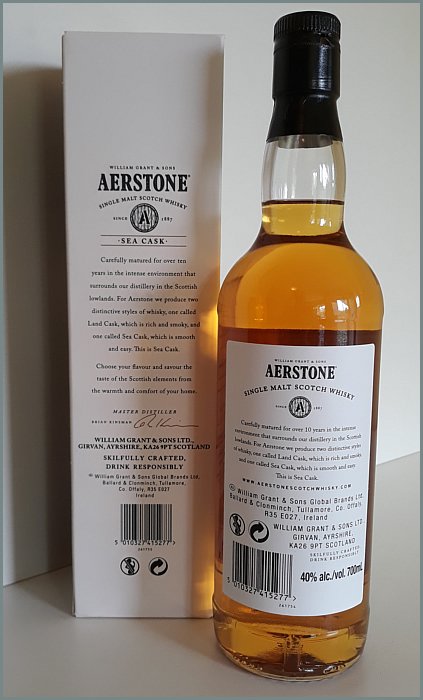 WILLIAM GRANT & SONS
AERSTONE
SINGLE MALT SCOTCH WHISKY
SINCE 1887
· SEA CASK ·
Carefully matured for over ten
years in the intense environment that
surrounds our distillery in the Scottish
lowlands. For Aerstone we produce two
distinctive styles of whisky, one called
Land Cask, which is rich and smoky, and
one called Sea Cask, which is smooth
and easy. This is Sea Cask.
Choose your flavour and savour the
taste of the Scottish elements from
the warmth and comfort of your home.
MASTER DISTILLER
BRIAN KINSMAN
WILLIAM GRANT & SONS LTD.,
GIRVAN, AYRSHIRE, KA26 9PT SCOTLAND
SKILFULLY CRAFTED,
DRINK RESPONSIBLY
William Grant & Sons Global Brands Ltd,
Ballard & Clonminch, Tullamore,
Co. Offaly, R35 E027,
Ireland
5 010327 415277
261755
WILLIAM GRANT & SONS
AERSTONE
SINGLE MALT SCOTCH WHISKY
SINCE 1887
Carefully matured for over 10 years in the intense
environment that surrounds our distillery in the Scottish
lowlands. For Aerstone we produce two distinctive styles
of whisky, one called Land Cask, which is rich and smoky,
and one called Sea Cask, which is smooth and easy.
This is Sea Cask.
WWW.AERSTONESCOTCHWHISKY.COM
William Grant & Sons Global Brands Ltd,
Ballard & Clonminch, Tullamore, Co. Offaly,
R35 E027, Ireland
WILLIAM GRANT & SONS LTD.
GIRVAN, AYRSHIRE,
KA26 9PT SCOTLAND
SKILFULLY CRAFTED,
DRINK RESPONSIBLY
40% alc./vol. 700mL
5 010327 415277
261754